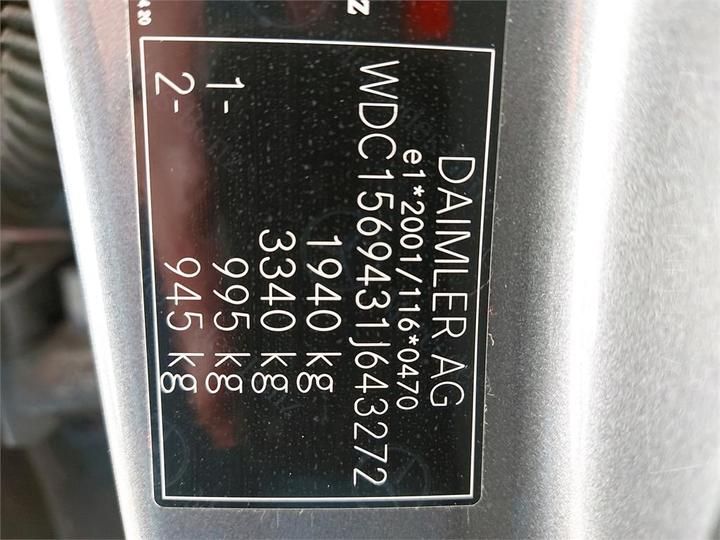 DAIMLER AG
e1*2001/116*0470
WDC1569431J643272
1940 kg
3340 kg
1- 995 kg
2- 945 kg